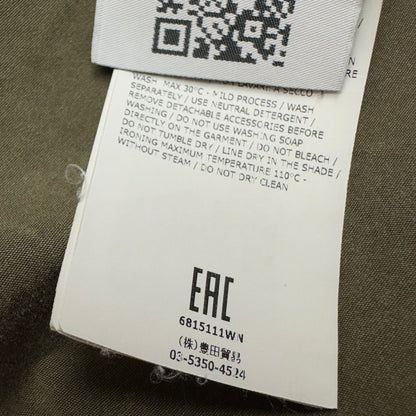 LAVARE A SECCO
WASH MAX 30°C - MILD PROCESS / WASH
SEPARATELY / USE NEUTRAL DETERGENT /
REMOVE DETACHABLE ACCESSORIES BEFORE
WASHING / DO NOT USE WASHING SOAP
DIRECTLY ON THE GARMENT / DO NOT BLEACH /
DO NOT TUMBLE DRY / LINE DRY IN THE SHADE /
IRONING MAXIMUM TEMPERATURE 110°C -
WITHOUT STEAM / DO NOT DRY CLEAN
EAC
6815111WN
(株)豊田貿易
03-5350-4524